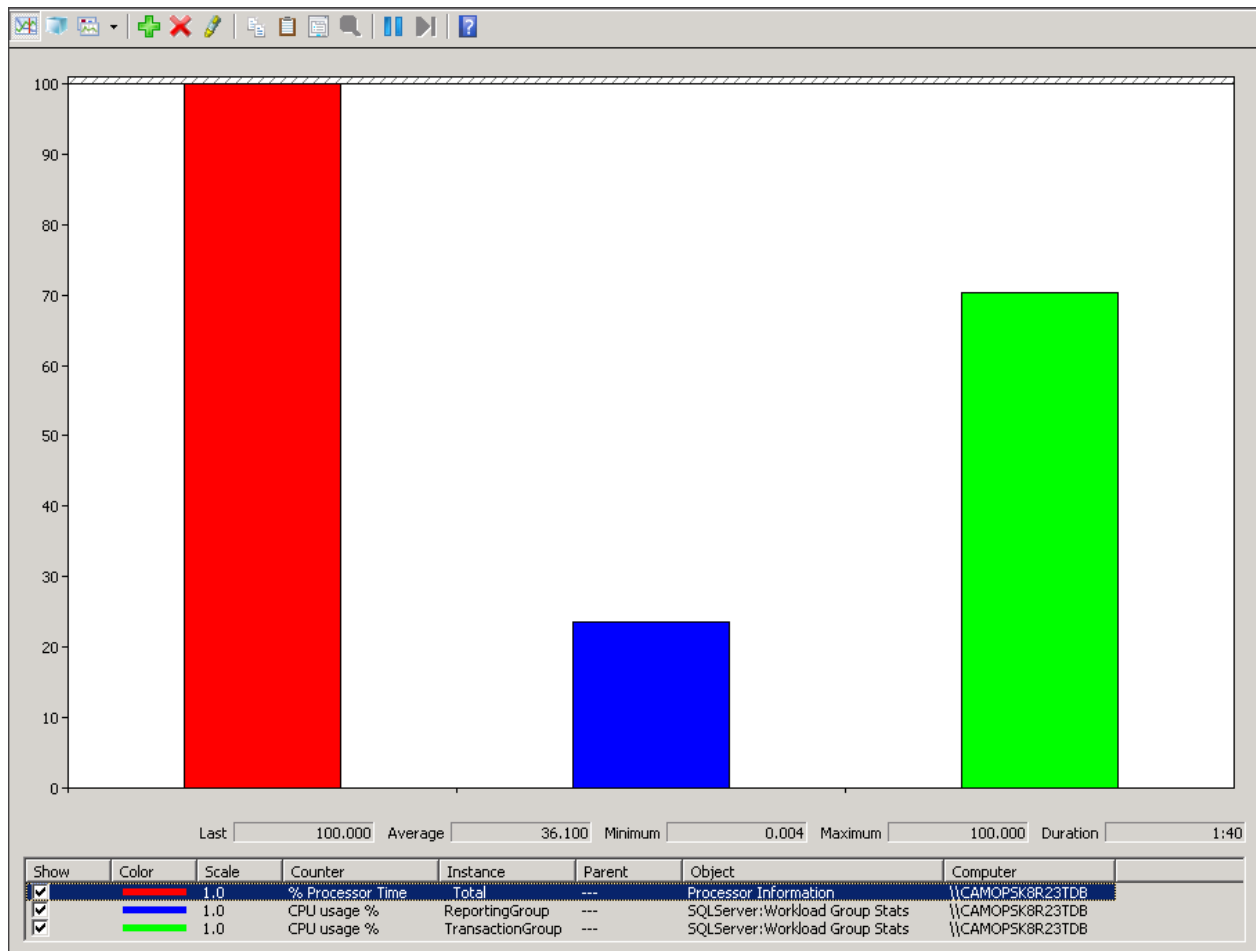 100
90
80
70
60
50
40
30
20
10
0
Last 100.000 Average 36.100 Minimum 0.004 Maximum 100.000 Duration 1:40
Show Color Scale Counter Instance Parent Object Computer
1.0 % Processor Time _Total --- Processor Information \\CAMOPSK8R23TDB
1.0 CPU usage % ReportingGroup --- SQLServer:Workload Group Stats \\CAMOPSK8R23TDB
1.0 CPU usage % TransactionGroup --- SQLServer:Workload Group Stats \\CAMOPSK8R23TDB